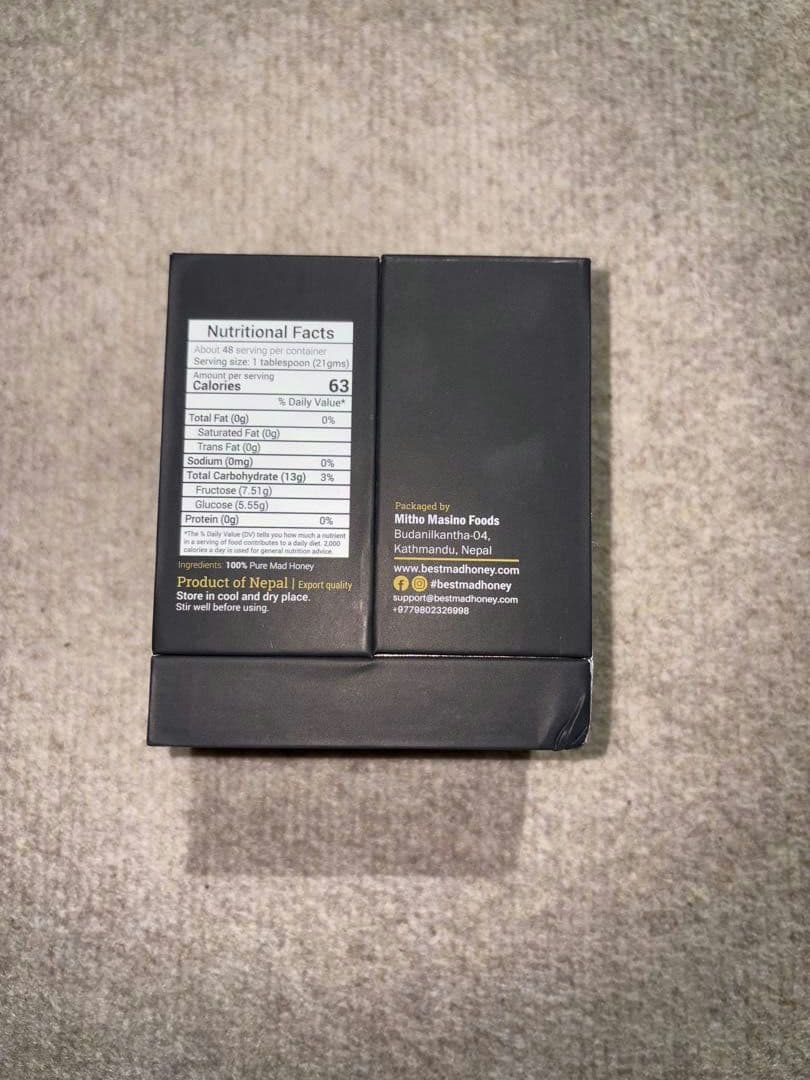 Nutritional Facts
About 48 serving per container
Serving size: 1 tablespoon (21gms)
Amount per serving
Calories 63
% Daily Value*
Total Fat (0g) 0%
Saturated Fat (0g)
Trans Fat (0g)
Sodium (0mg) 0%
Total Carbohydrate (13g) 3%
Fructose (7.51g)
Glucose (5.55g)
Protein (0g) 0%
*The % Daily Value (DV) tells you how much a nutrient
in a serving of food contributes to a daily diet. 2,000
calories a day is used for general nutrition advice.
Ingredients: 100% Pure Mad Honey
Product of Nepal | Export quality
Store in cool and dry place.
Stir well before using.
Packaged by
Mitho Masino Foods
Budanilkantha-04,
Kathmandu, Nepal
www.bestmadhoney.com
#bestmadhoney
support@bestmadhoney.com
+9779802326998